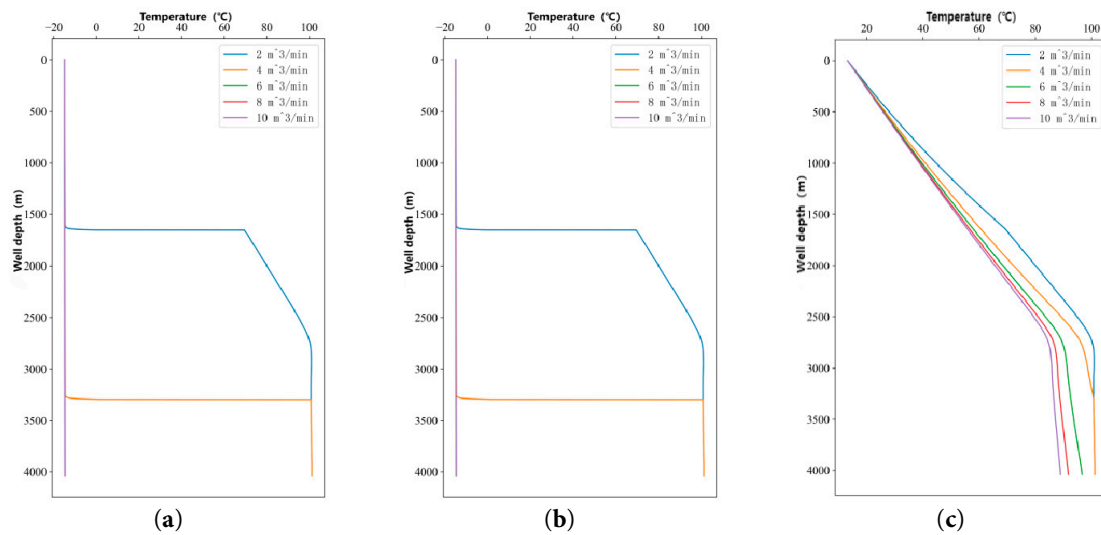 Temperature (℃)
-20 0 20 40 60 80 100
0
500
1000
1500
2000
2500
3000
3500
4000
Well depth (m)
2 m^3/min
4 m^3/min
6 m^3/min
8 m^3/min
10 m^3/min
(a)
Temperature (℃)
-20 0 20 40 60 80 100
0
500
1000
1500
2000
2500
3000
3500
4000
Well depth (m)
2 m^3/min
4 m^3/min
6 m^3/min
8 m^3/min
10 m^3/min
(b)
Temperature (℃)
20 40 60 80 100
0
500
1000
1500
2000
2500
3000
3500
4000
Well depth (m)
2 m^3/min
4 m^3/min
6 m^3/min
8 m^3/min
10 m^3/min
(c)